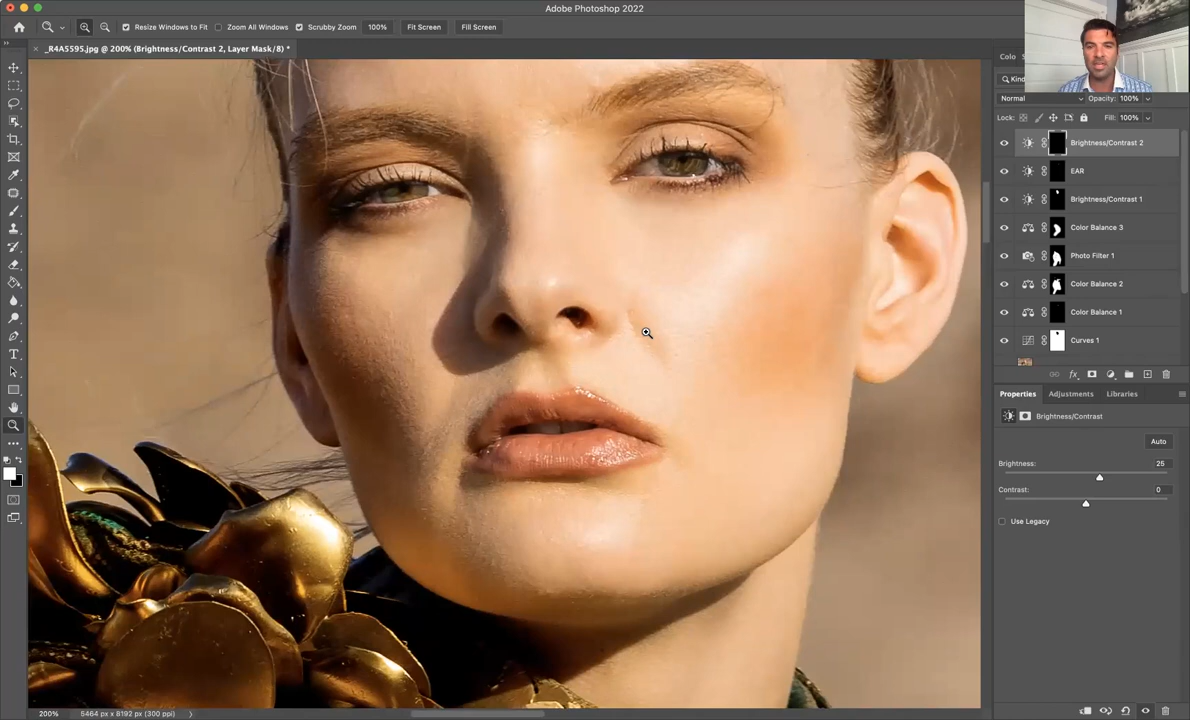 Adobe Photoshop 2022
Resize Windows to Fit Zoom All Windows Scrubby Zoom 100% Fit Screen Fill Screen
_R4A5595.jpg @ 200% (Brightness/Contrast 2, Layer Mask/8) *
Colo
Kind
Normal Opacity: 100%
Lock: Fill: 100%
Brightness/Contrast 2
EAR
Brightness/Contrast 1
Color Balance 3
Photo Filter 1
Color Balance 2
Color Balance 1
Curves 1
fx
Properties Adjustments Libraries
Brightness/Contrast
Auto
Brightness: 25
Contrast: 0
Use Legacy
200% 5464 px x 8192 px (300 ppi)